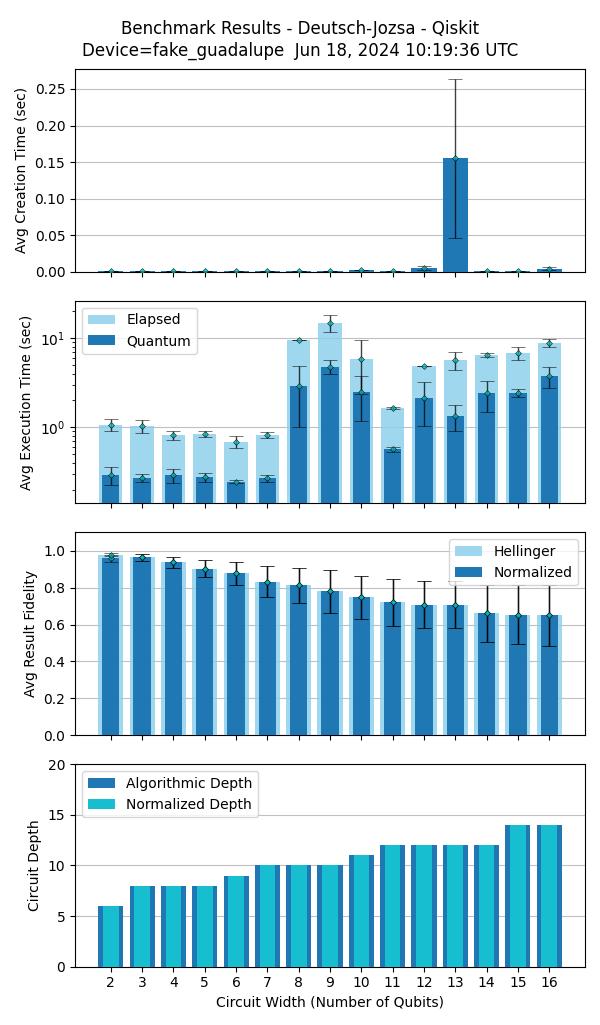 Benchmark Results - Deutsch-Jozsa - Qiskit
Device=fake_guadalupe  Jun 18, 2024 10:19:36 UTC
Avg Creation Time (sec)
0.25
0.20
0.15
0.10
0.05
0.00
Avg Execution Time (sec)
10¹
10⁰
Elapsed
Quantum
Avg Result Fidelity
1.0
0.8
0.6
0.4
0.2
0.0
Hellinger
Normalized
Circuit Depth
20
15
10
5
0
Algorithmic Depth
Normalized Depth
2 3 4 5 6 7 8 9 10 11 12 13 14 15 16
Circuit Width (Number of Qubits)